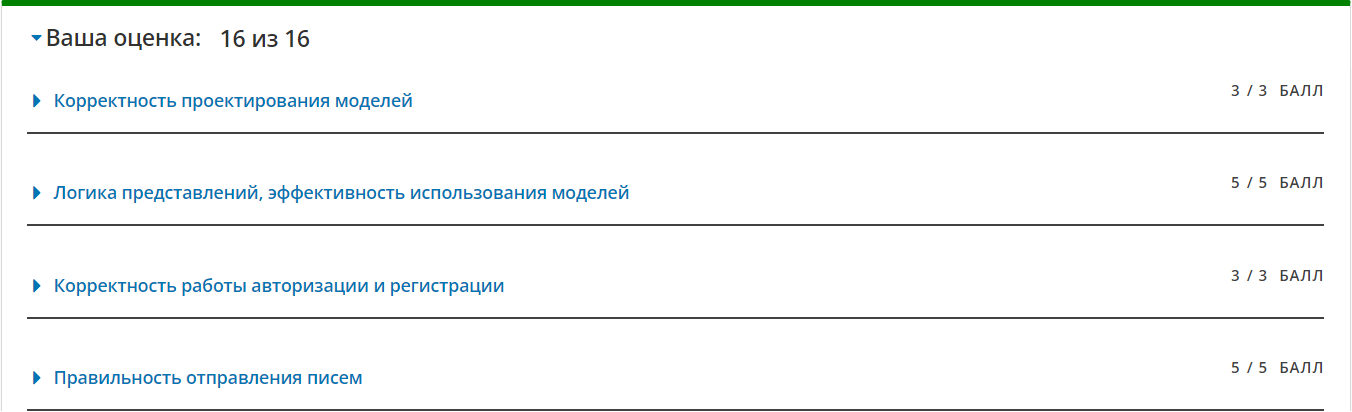 Ваша оценка: 16 из 16
Корректность проектирования моделей 3 / 3 БАЛЛ
Логика представлений, эффективность использования моделей 5 / 5 БАЛЛ
Корректность работы авторизации и регистрации 3 / 3 БАЛЛ
Правильность отправления писем 5 / 5 БАЛЛ